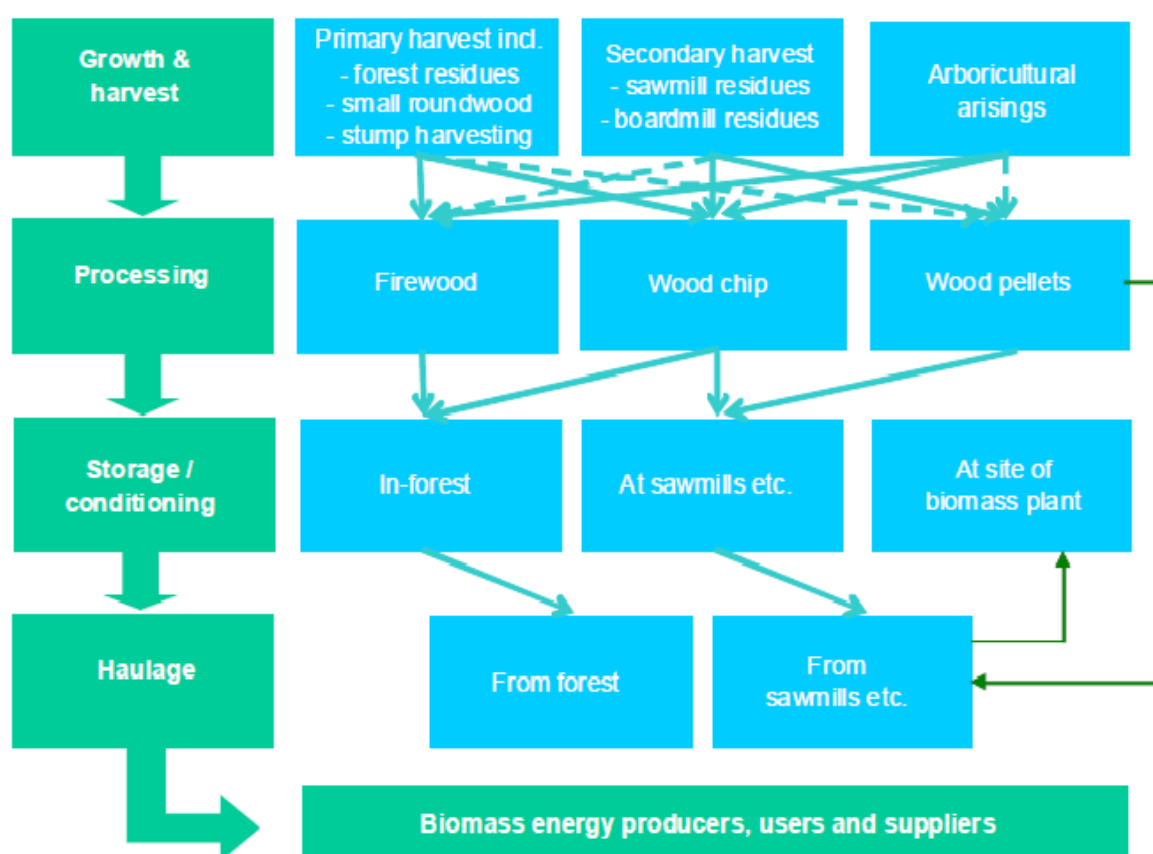 Growth &
harvest
Primary harvest incl.
- forest residues
- small roundwood
- stump harvesting
Secondary harvest
- sawmill residues
- boardmill residues
Arboricultural
arisings
Processing
Firewood
Wood chip
Wood pellets
Storage /
conditioning
In-forest
At sawmills etc.
At site of
biomass plant
Haulage
From forest
From
sawmills etc.
Biomass energy producers, users and suppliers